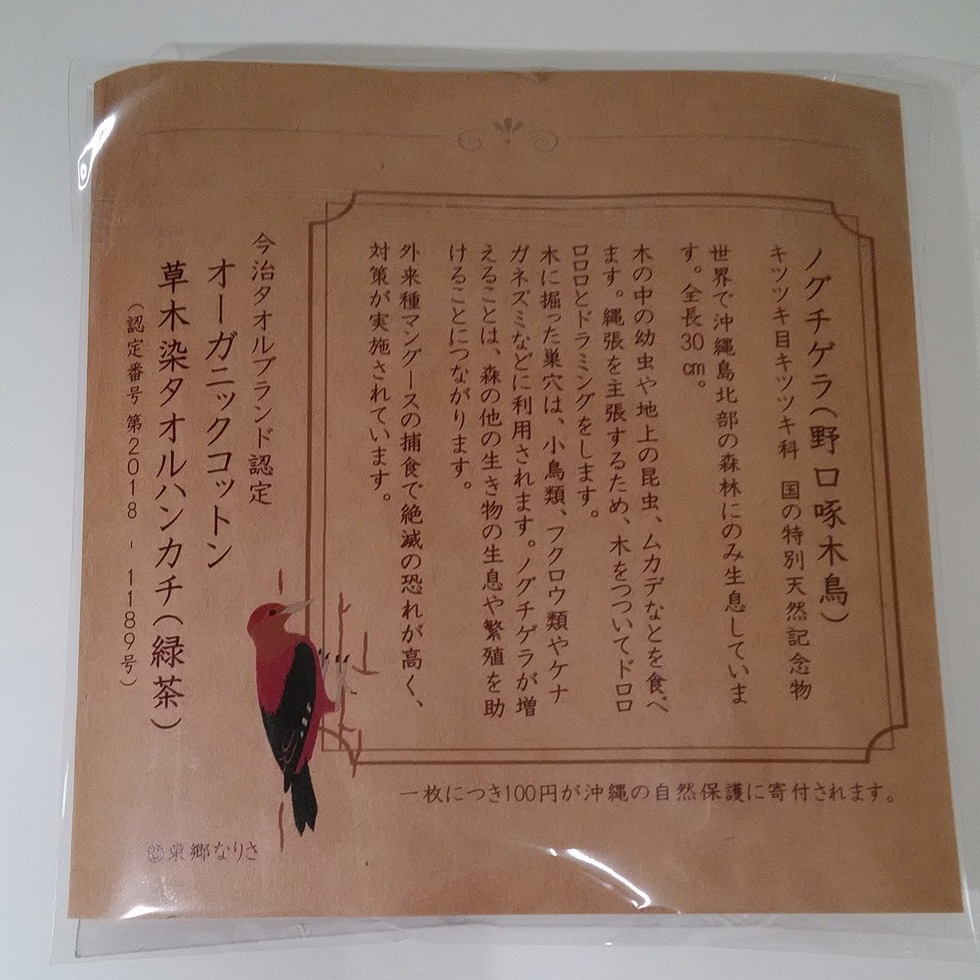 ノグチゲラ(野口啄木鳥)
キツツキ目キツツキ科 国の特別天然記念物
世界で沖縄島北部の森林にのみ生息していま
す。全長30㎝。
木の中の幼虫や地上の昆虫、ムカデなどを食べ
ます。縄張を主張するため、木をつついてドロロ
ロロロとドラミングをします。
木に掘った巣穴は、小鳥類、フクロウ類やケナ
ガネズミなどに利用されます。ノグチゲラが増
えることは、森の他の生き物の生息や繁殖を助
けることにつながります。
外来種マングースの捕食で絶滅の恐れが高く、
対策が実施されています。
一枚につき100円が沖縄の自然保護に寄付されます。
今治タオルブランド認定
オーガニックコットン
草木染タオルハンカチ(緑茶)
(認定番号 第2018 - 1189号)
東郷なりさ